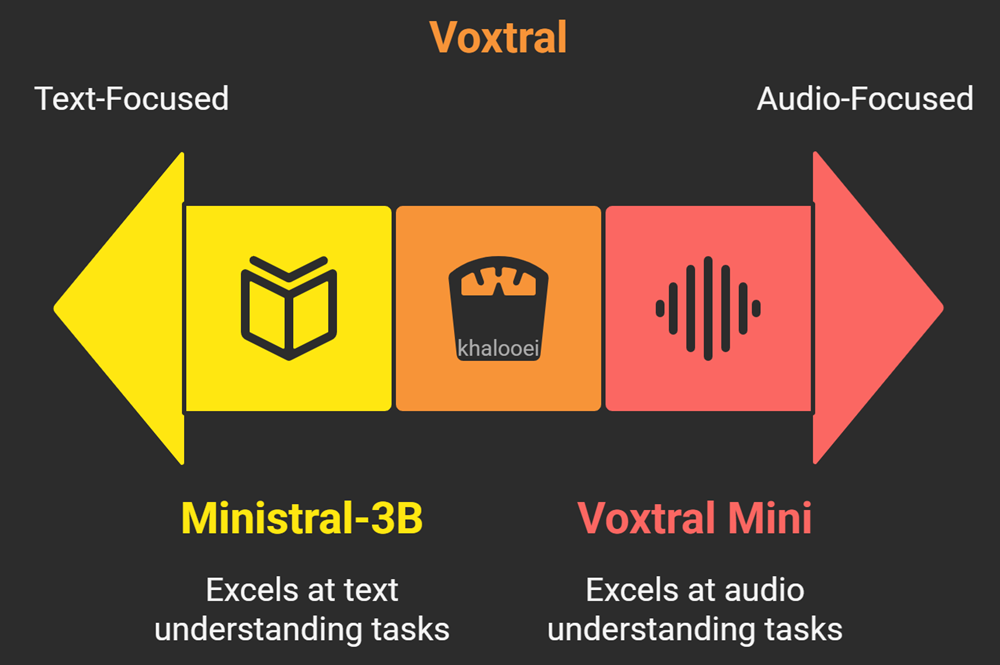 Voxtral
Text-Focused
Audio-Focused
khalooei
Ministral-3B
Voxtral Mini
Excels at text
understanding tasks
Excels at audio
understanding tasks